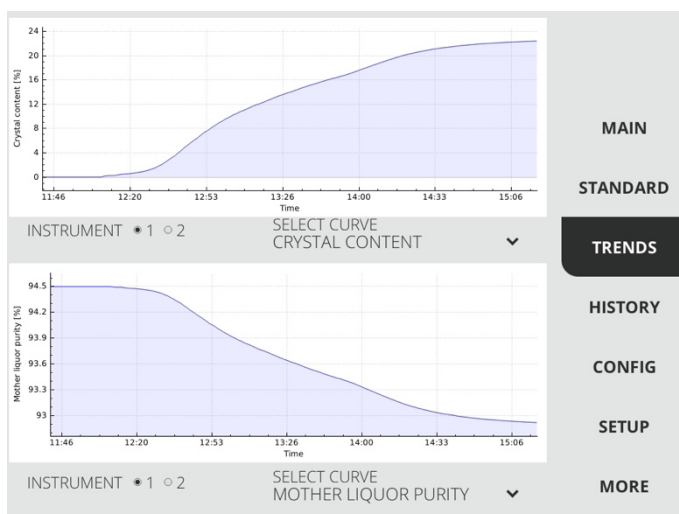 24
20
16
12
8
4
0
Crystal content [%]
11:46 12:20 12:53 13:26 14:00 14:33 15:06
Time
INSTRUMENT 1 2
SELECT CURVE
CRYSTAL CONTENT
94.5
94.2
93.9
93.6
93.3
93
Mother liquor purity [%]
11:46 12:20 12:53 13:26 14:00 14:33 15:06
Time
INSTRUMENT 1 2
SELECT CURVE
MOTHER LIQUOR PURITY
MAIN
STANDARD
TRENDS
HISTORY
CONFIG
SETUP
MORE